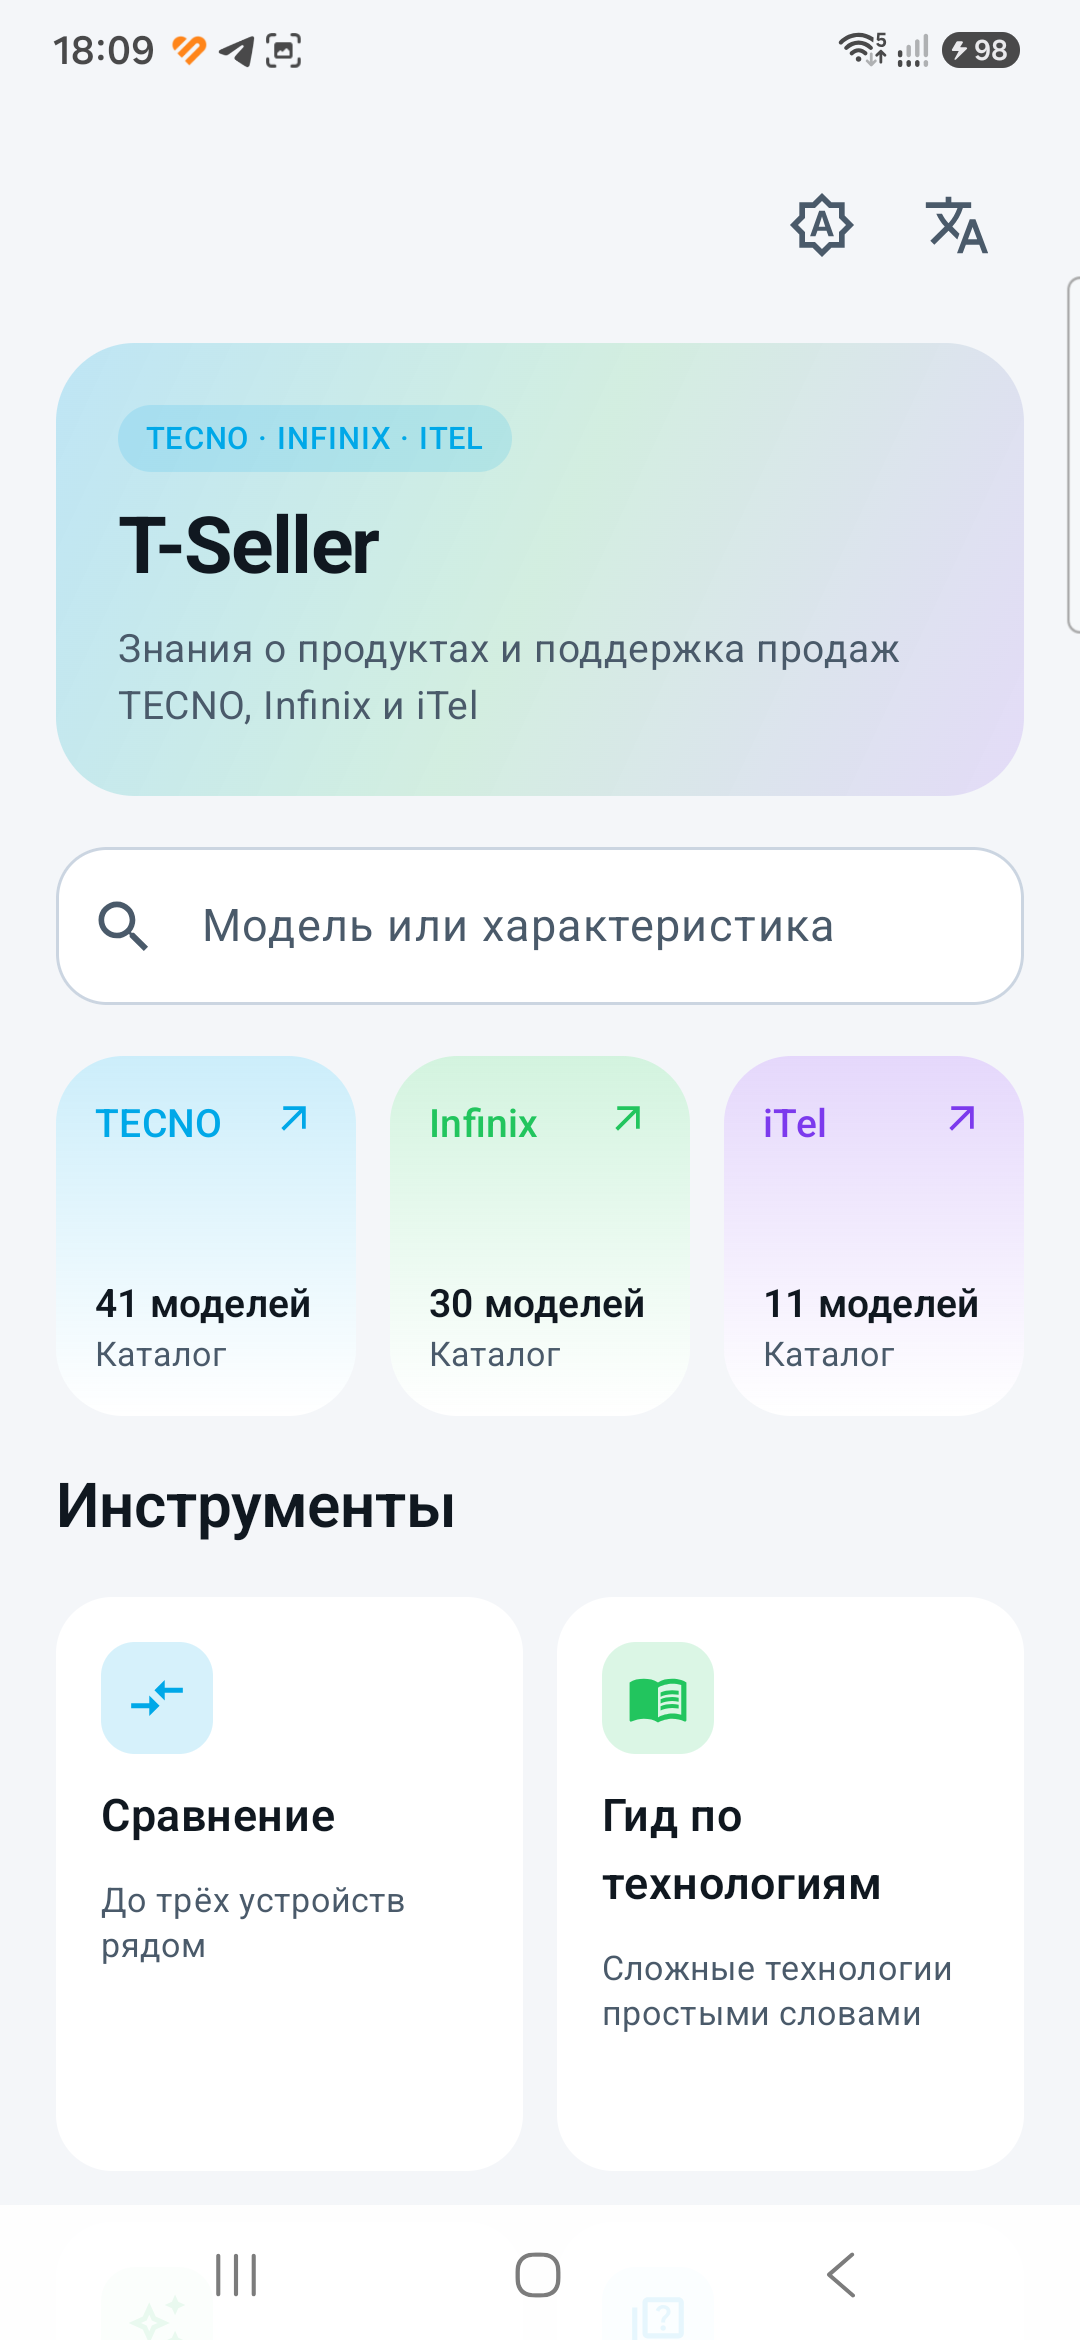 18:09
5
98
TECNO · INFINIX · ITEL
T-Seller
Знания о продуктах и поддержка продаж
TECNO, Infinix и iTel
Модель или характеристика
TECNO
Infinix
iTel
41 моделей
30 моделей
11 моделей
Каталог
Каталог
Каталог
Инструменты
Сравнение
До трёх устройств
рядом
Гид по
технологиям
Сложные технологии
простыми словами